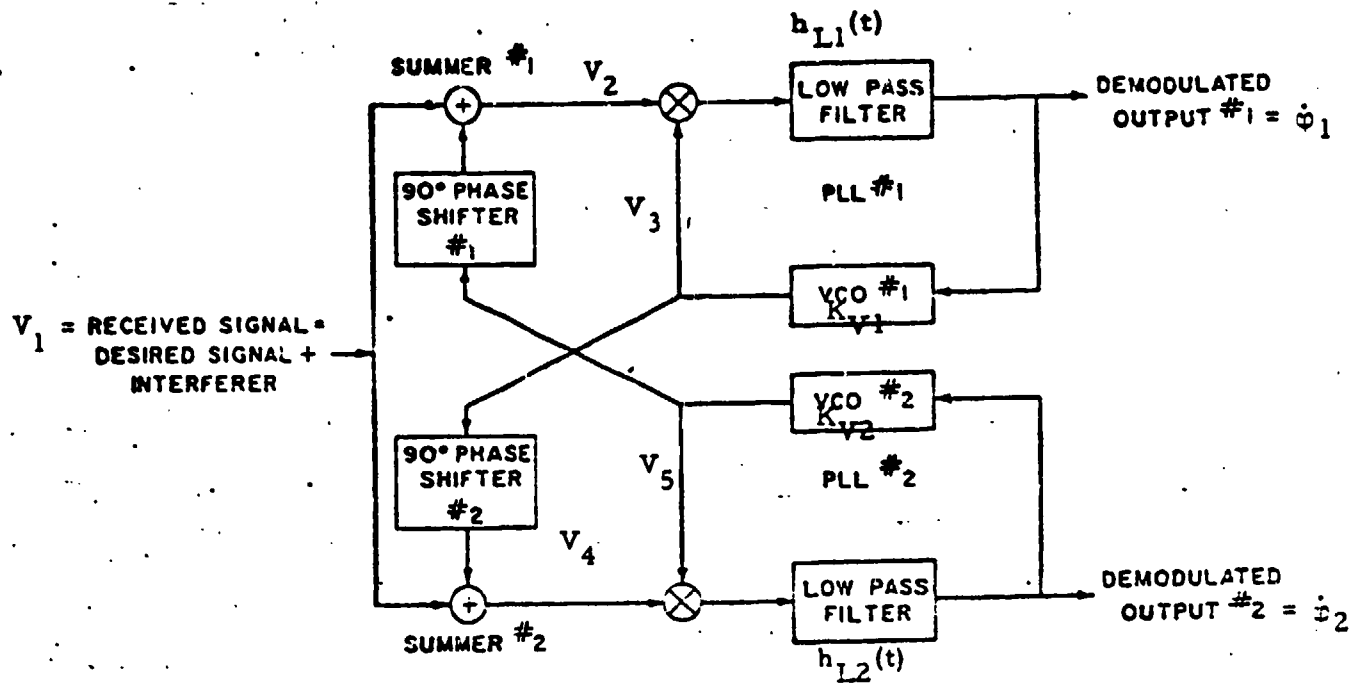 h_L1(t)
SUMMER #1
V_2
LOW PASS
FILTER
DEMODULATED
OUTPUT #1 = φ̇_1
90° PHASE
SHIFTER
#1
V_3
PLL #1
VCO #1
K_V1
V_1 = RECEIVED SIGNAL =
DESIRED SIGNAL +
INTERFERER
VCO #2
K_V2
90° PHASE
SHIFTER
#2
V_5
PLL #2
V_4
LOW PASS
FILTER
DEMODULATED
OUTPUT #2 = φ̇_2
SUMMER #2
h_L2(t)